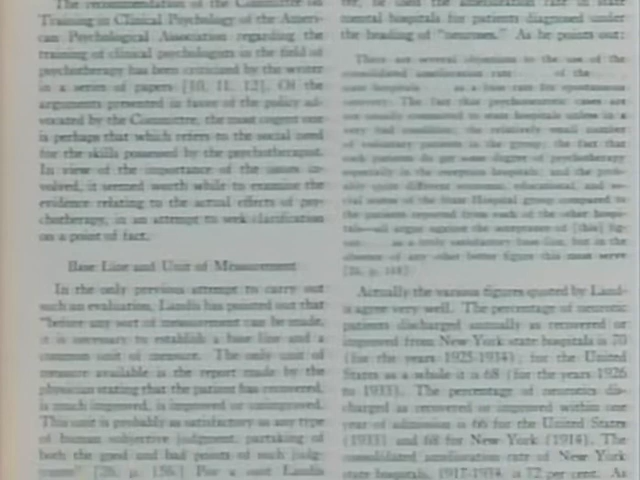 The recommendation of the Committee on
Training in Clinical Psychology of the Ameri-
can Psychological Association regarding the
training of clinical psychologists in the field of
psychotherapy has been criticized by the writer
in a series of papers [10, 11, 12]. Of the
arguments presented in favor of the policy ad-
vocated by the Committee, the most cogent one
is perhaps that which refers to the social need
for the skills possessed by the psychotherapist.
In view of the importance of the issues in-
volved, it seemed worth while to examine the
evidence relating to the actual effects of psy-
chotherapy, in an attempt to seek clarification
on a point of fact.
Base Line and Unit of Measurement
In the only previous attempt to carry out
such an evaluation, Landis has pointed out that
"before any sort of measurement can be made,
it is necessary to establish a base line and a
common unit of measure. The only unit of
measure available is the report made by the
physician stating that the patient has recovered,
is much improved, is improved or unimproved.
This unit is probably as satisfactory as any type
of human subjective judgment, partaking of
both the good and bad points of such judg-
ments" [26, p. 156.] For a unit Landis
he used the amelioration rate in state
mental hospitals for patients diagnosed under
the heading of "neuroses." As he points out:
There are several objections to the use of the
consolidated amelioration rate of the
state hospitals as a base rate for spontaneous
recovery. The fact that psychoneurotic cases are
not usually committed to state hospitals unless in a
very bad condition; the relatively small number
of voluntary patients in the group; the fact that
such patients do get some degree of psychotherapy
especially in the reception hospitals; and the prob-
ably quite different economic, educational, and so-
cial status of the State Hospital group compared to
the patients reported from each of the other hospi-
tals—all argue against the acceptance of [this] fig-
ure as a truly satisfactory base line, but in the
absence of any other better figure this must serve
[26, p. 168].
Actually the various figures quoted by Land-
is agree very well. The percentage of neurotic
patients discharged annually as recovered or
improved from New York state hospitals is 70
(for the years 1925-1934); for the United
States as a whole it is 68 (for the years 1926
to 1933). The percentage of neurotics dis-
charged as recovered or improved within one
year of admission is 66 for the United States
(1933) and 68 for New York (1914). The
consolidated amelioration rate of New York
state hospitals, 1917-1934, is 72 per cent. As